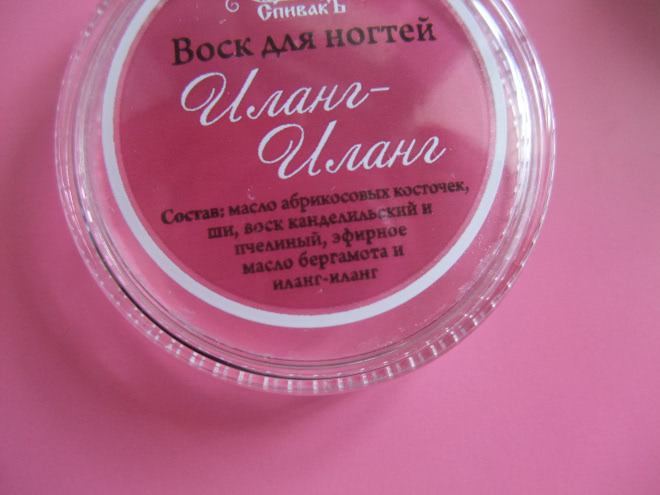 СпивакЪ
Воск для ногтей
Иланг-
Иланг
Состав: масло абрикосовых косточек,
ши, воск канделильский и
пчелиный, эфирное
масло бергамота и
иланг-иланг